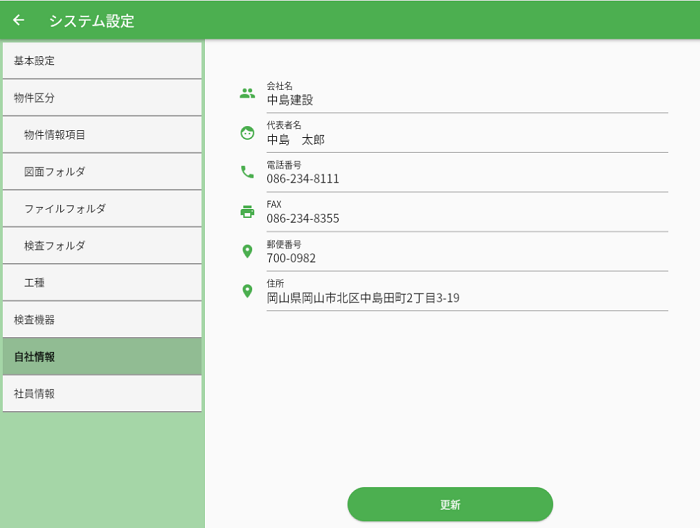 システム設定
基本設定
物件区分
物件情報項目
図面フォルダ
ファイルフォルダ
検査フォルダ
工種
検査機器
自社情報
社員情報
会社名
中島建設
代表者名
中島　太郎
電話番号
086-234-8111
FAX
086-234-8355
郵便番号
700-0982
住所
岡山県岡山市北区中島田町2丁目3-19
更新